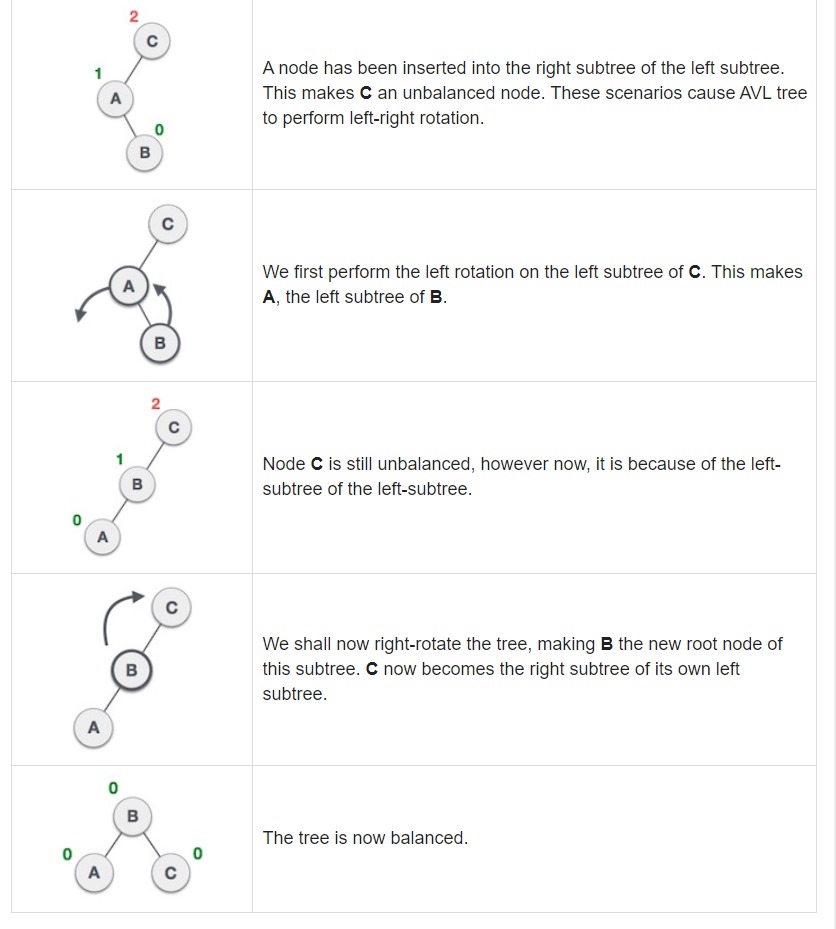 2
C
1
A
0
B
A node has been inserted into the right subtree of the left subtree.
This makes C an unbalanced node. These scenarios cause AVL tree
to perform left-right rotation.
C
A
B
We first perform the left rotation on the left subtree of C. This makes
A, the left subtree of B.
2
C
1
B
0
A
Node C is still unbalanced, however now, it is because of the left-
subtree of the left-subtree.
C
B
A
We shall now right-rotate the tree, making B the new root node of
this subtree. C now becomes the right subtree of its own left
subtree.
0
B
0
A
0
C
The tree is now balanced.